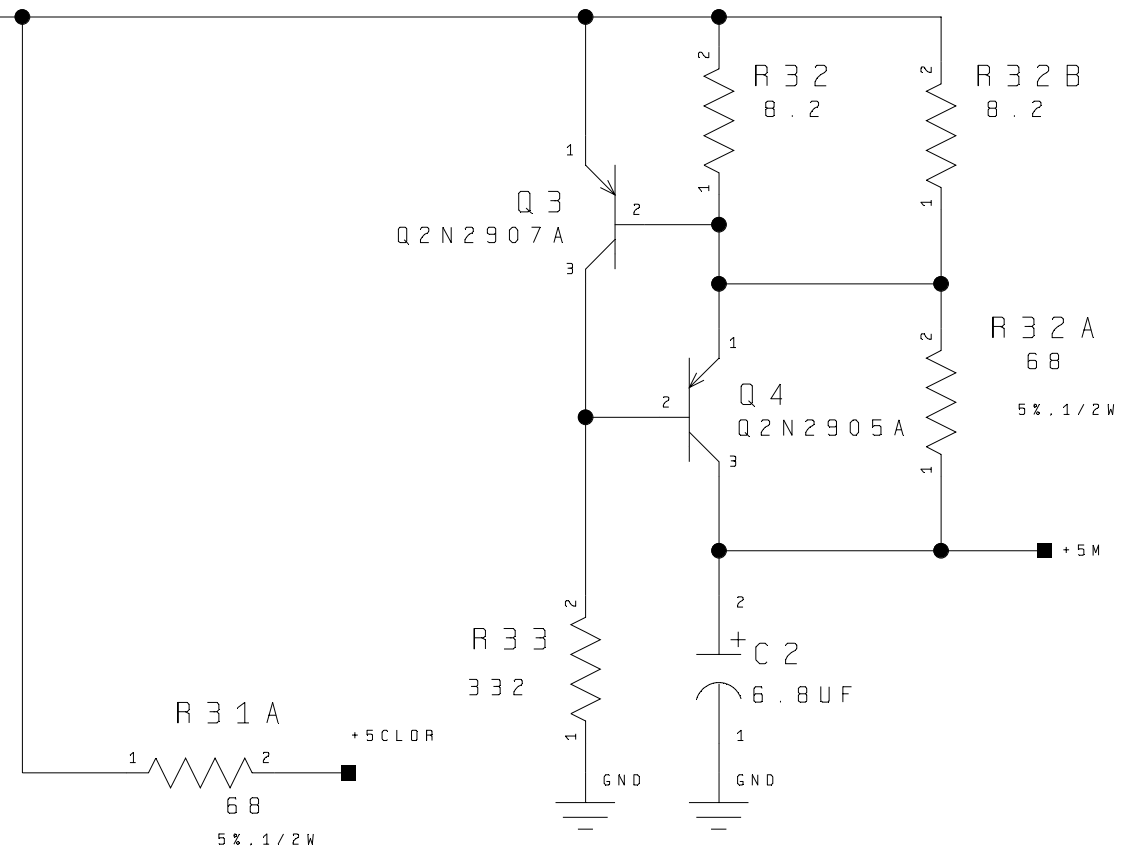 2
R32
8.2
2
R32B
8.2
1
1
Q3
2
1
Q2N2907A
3
2
R32A
68
1
Q4
2
5%,1/2W
Q2N2905A
3
1
+5M
2
2
+
R33
C2
332
6.8UF
R31A
1
1
+5CLOR
1
2
GND
GND
68
5%,1/2W